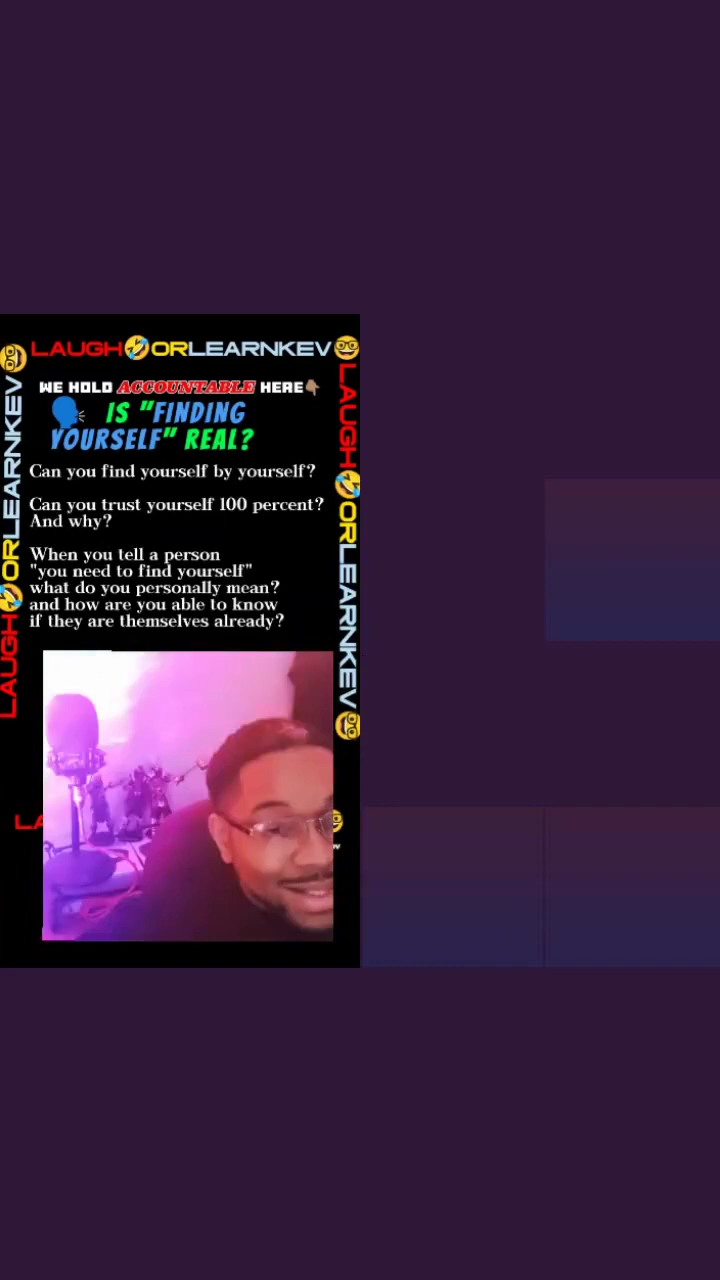 LAUGH🤣ORLEARNKEV🤓
WE HOLD ACCOUNTABLE HERE👇🏽
🗣 IS "FINDING
YOURSELF" REAL?
Can you find yourself by yourself?
Can you trust yourself 100 percent?
And why?
When you tell a person
"you need to find yourself"
what do you personally mean?
and how are you able to know
if they are themselves already?
LAUGH🤣ORLEARNKEV🤓
LAUGH🤣ORLEARNKEV🤓
LA